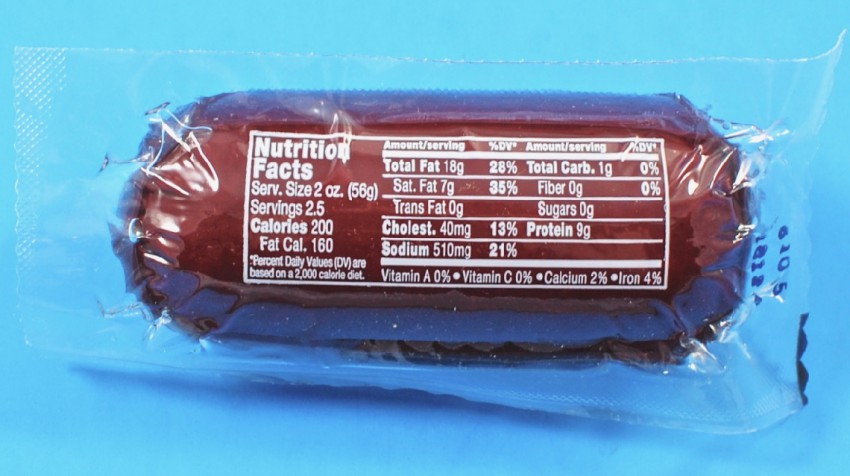 Nutrition
Facts
Serv. Size 2 oz. (56g)
Servings 2.5
Calories 200
Fat Cal. 160
*Percent Daily Values (DV) are
based on a 2,000 calorie diet.
Amount/serving %DV* Amount/serving %DV*
Total Fat 18g 28% Total Carb. 1g 0%
Sat. Fat 7g 35% Fiber 0g 0%
Trans Fat 0g Sugars 0g
Cholest. 40mg 13% Protein 9g
Sodium 510mg 21%
Vitamin A 0% • Vitamin C 0% • Calcium 2% • Iron 4%